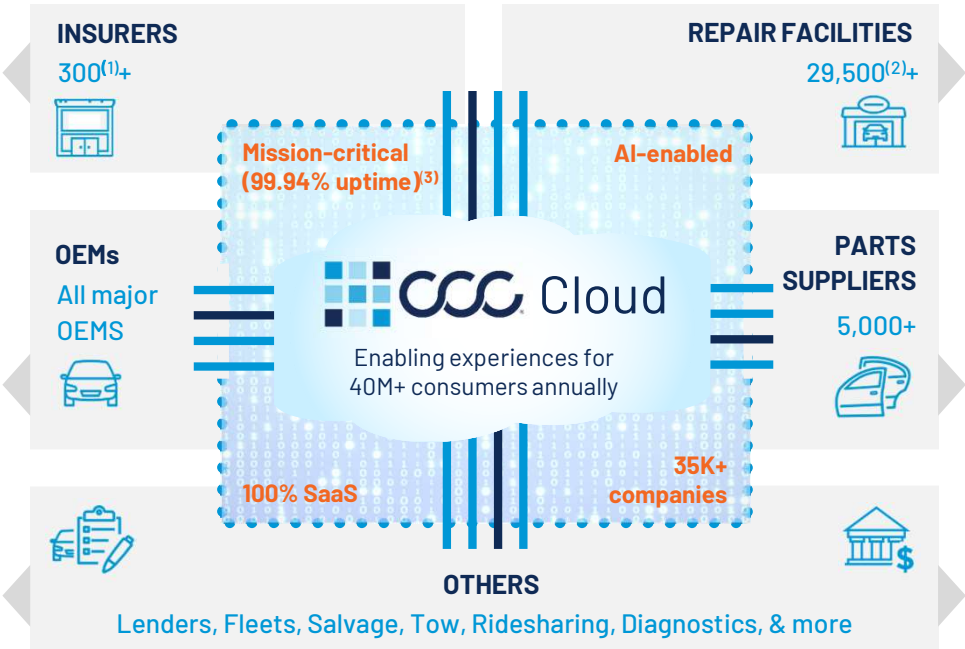 INSURERS
300(1)+
REPAIR FACILITIES
29,500(2)+
Mission-critical
(99.94% uptime)(3)
AI-enabled
OEMs
All major
OEMS
PARTS
SUPPLIERS
5,000+
CCC Cloud
Enabling experiences for
40M+ consumers annually
100% SaaS
35K+
companies
OTHERS
Lenders, Fleets, Salvage, Tow, Ridesharing, Diagnostics, & more